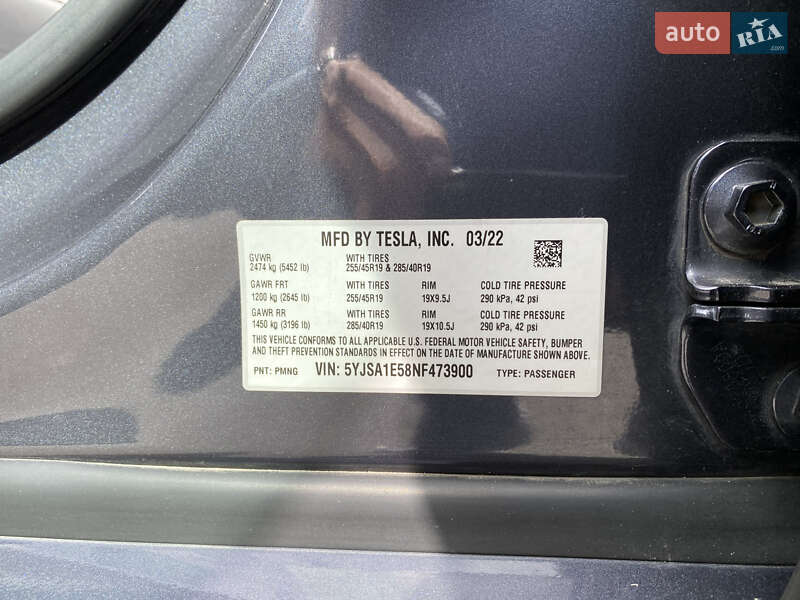 auto RIA.com
MFD BY TESLA, INC. 03/22
GVWR WITH TIRES
2474 kg (5452 lb) 255/45R19 & 285/40R19
GAWR FRT WITH TIRES RIM COLD TIRE PRESSURE
1200 kg (2645 lb) 255/45R19 19X9.5J 290 kPa, 42 psi
GAWR RR WITH TIRES RIM COLD TIRE PRESSURE
1450 kg (3196 lb) 285/40R19 19X10.5J 290 kPa, 42 psi
THIS VEHICLE CONFORMS TO ALL APPLICABLE U.S. FEDERAL MOTOR VEHICLE SAFETY, BUMPER
AND THEFT PREVENTION STANDARDS IN EFFECT ON THE DATE OF MANUFACTURE SHOWN ABOVE.
PNT: PMNG VIN: 5YJSA1E58NF473900 TYPE: PASSENGER